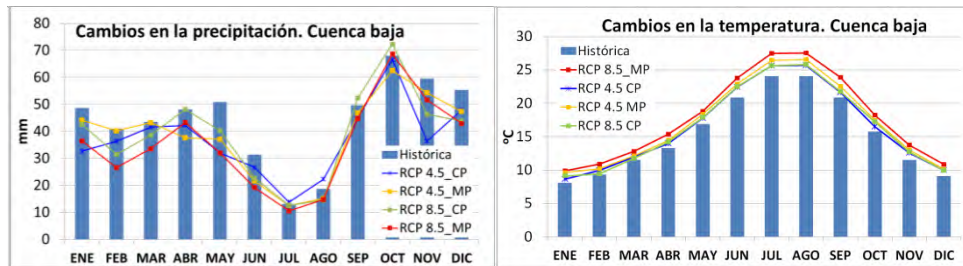 Cambios en la precipitación. Cuenca baja
80
70
60
50
40
30
20
10
0
mm
Histórica
RCP 4.5_CP
RCP 4.5_MP
RCP 8.5_CP
RCP 8.5_MP
ENE FEB MAR ABR MAY JUN JUL AGO SEP OCT NOV DIC
Cambios en la temperatura. Cuenca baja
30
25
20
15
10
5
0
ºC
Histórica
RCP 8.5_MP
RCP 4.5 CP
RCP 4.5 MP
RCP 8.5 CP
ENE FEB MAR ABR MAY JUN JUL AGO SEP OCT NOV DIC